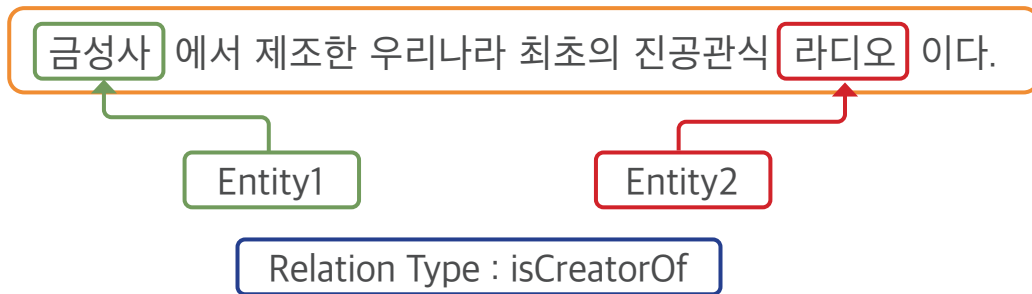 금성사 에서 제조한 우리나라 최초의 진공관식 라디오 이다.
Entity1 Entity2
Relation Type : isCreatorOf